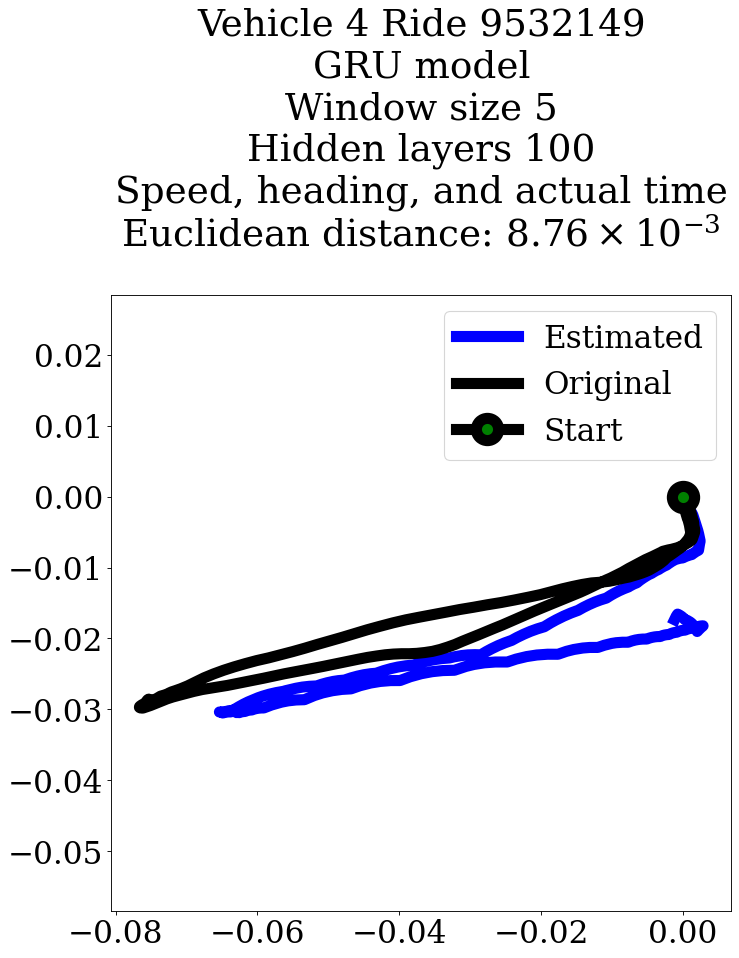 Vehicle 4 Ride 9532149
GRU model
Window size 5
Hidden layers 100
Speed, heading, and actual time
Euclidean distance: 8.76 × 10⁻³
Estimated
Original
Start
0.02
0.01
0.00
−0.01
−0.02
−0.03
−0.04
−0.05
−0.08 −0.06 −0.04 −0.02 0.00